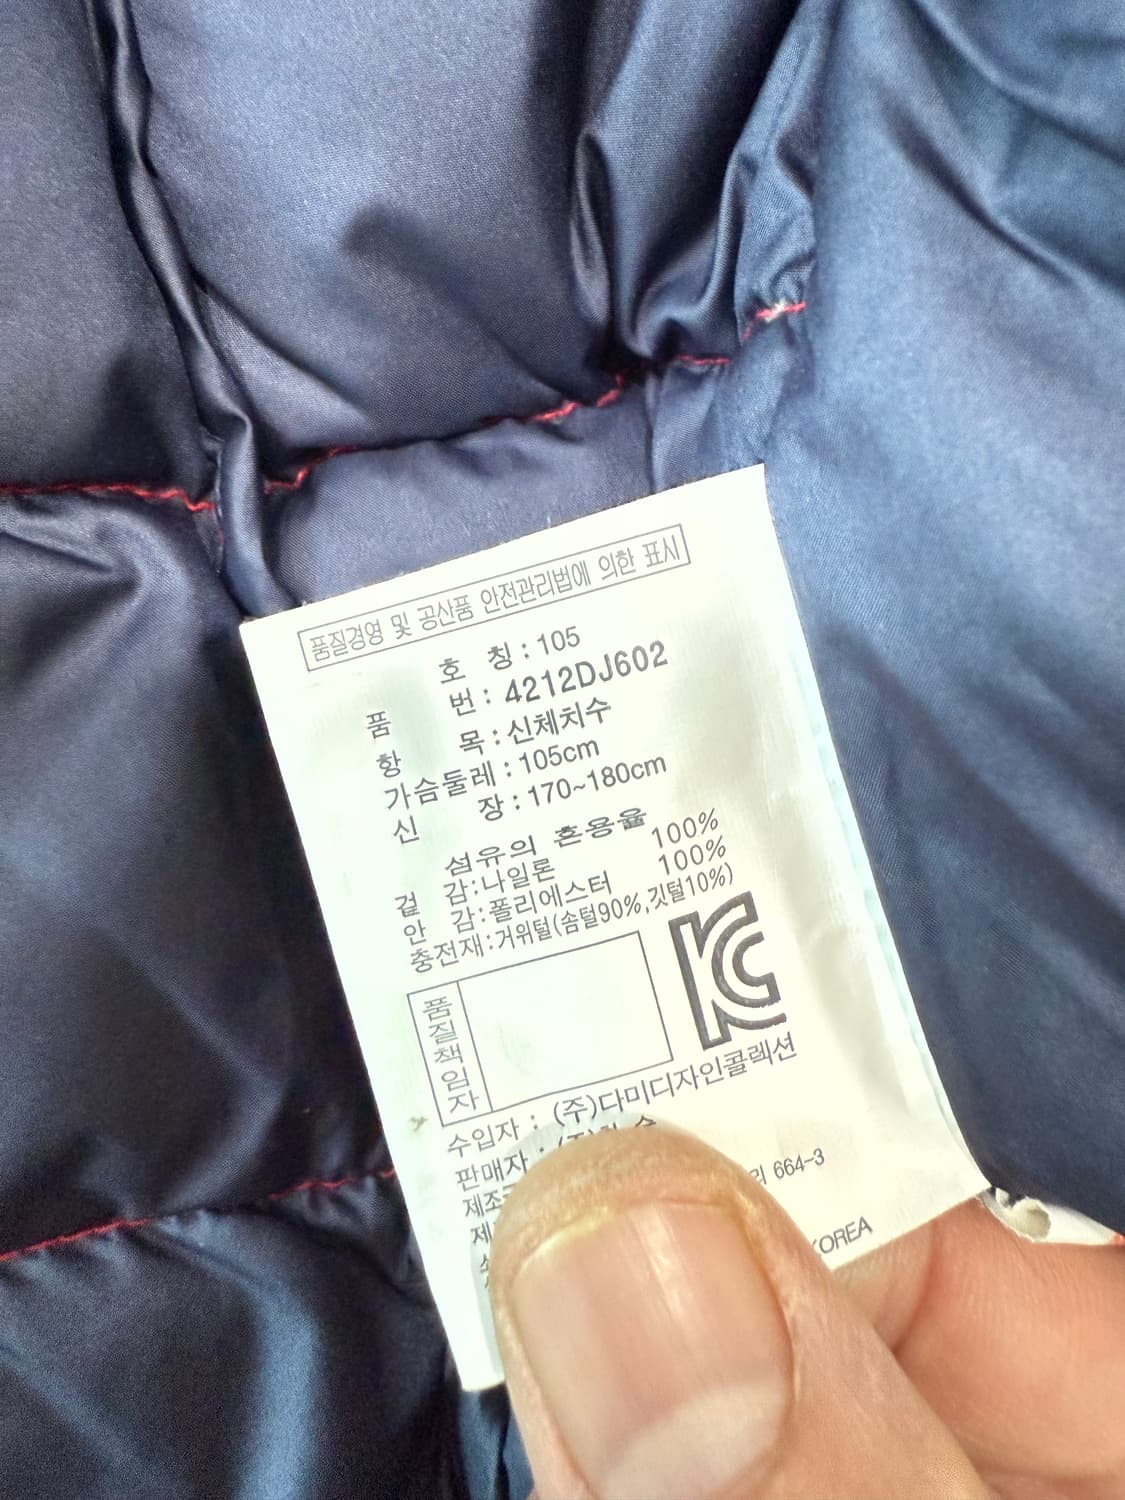 품질경영 및 공산품 안전관리법에 의한 표시
호 칭 : 105
품 번 : 4212DJ602
항 목 : 신체치수
가슴둘레 : 105cm
신 장 : 170~180cm
섬유의 혼용율
겉 감:나일론 100%
안 감:폴리에스터 100%
충전재:거위털(솜털90%,깃털10%)
품질책임자
KC
수입자 : (주)다미디자인콜렉션
판매자 :
664-3
KOREA